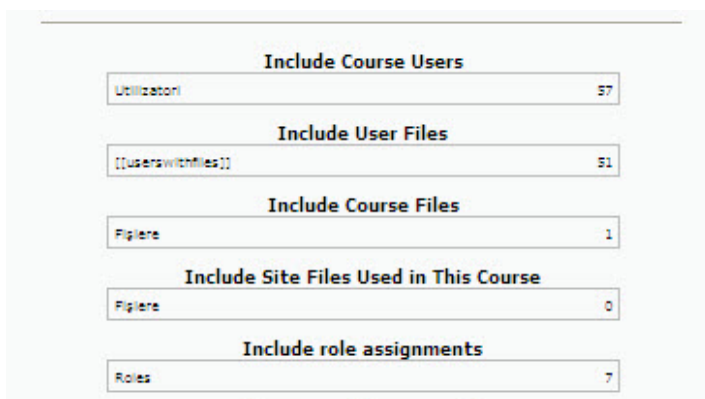 Include Course Users
Utilizatori 57
Include User Files
[[userswithfiles]] 51
Include Course Files
Fişiere 1
Include Site Files Used in This Course
Fişiere 0
Include role assignments
Roles 7